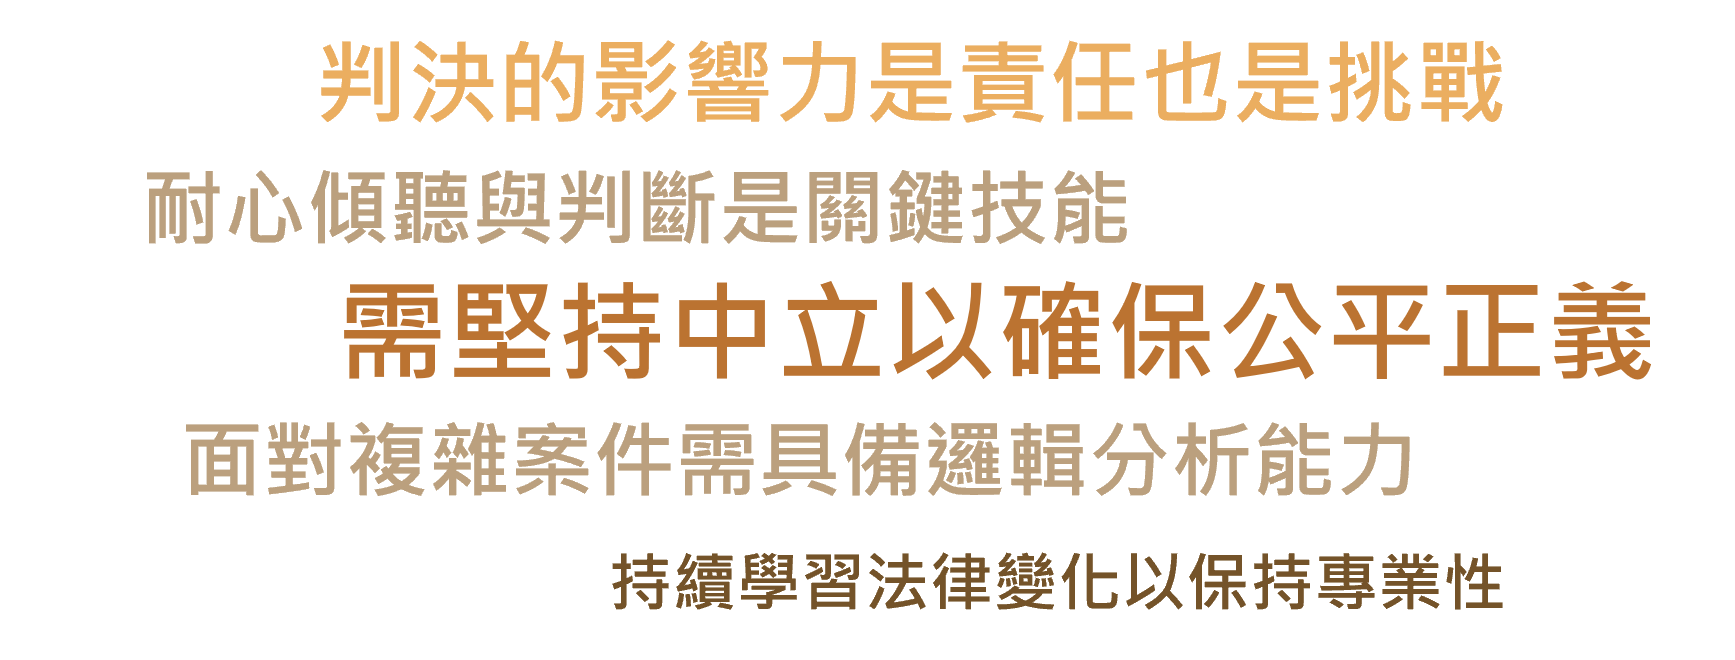 判決的影響力是責任也是挑戰
耐心傾聽與判斷是關鍵技能
需堅持中立以確保公平正義
面對複雜案件需具備邏輯分析能力
持續學習法律變化以保持專業性